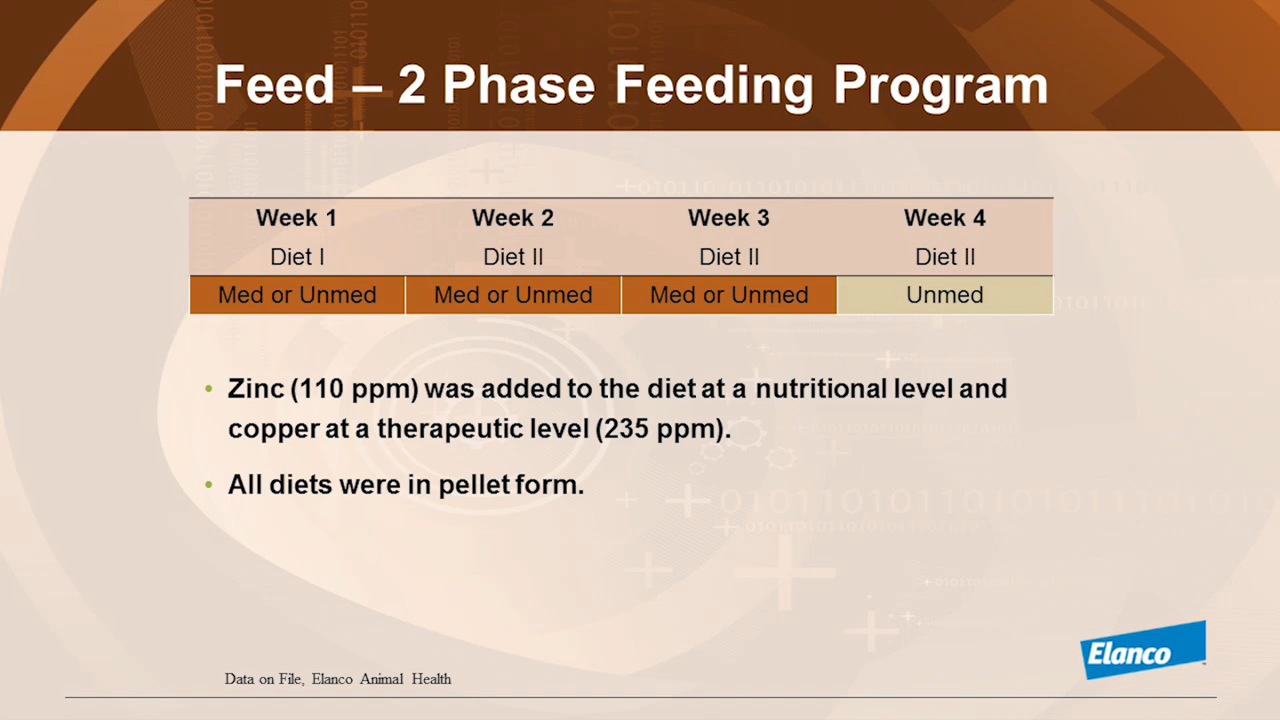 Feed – 2 Phase Feeding Program
Week 1 Week 2 Week 3 Week 4
Diet I Diet II Diet II Diet II
Med or Unmed Med or Unmed Med or Unmed Unmed
• Zinc (110 ppm) was added to the diet at a nutritional level and
copper at a therapeutic level (235 ppm).
• All diets were in pellet form.
Elanco
Data on File, Elanco Animal Health